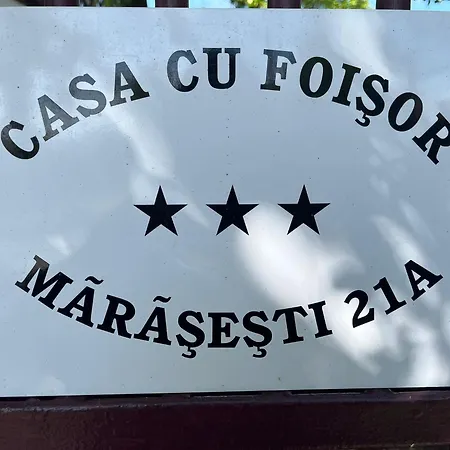 CASA CU FOIŞOR
★ ★ ★
MÃRÃŞEŞTI 21A